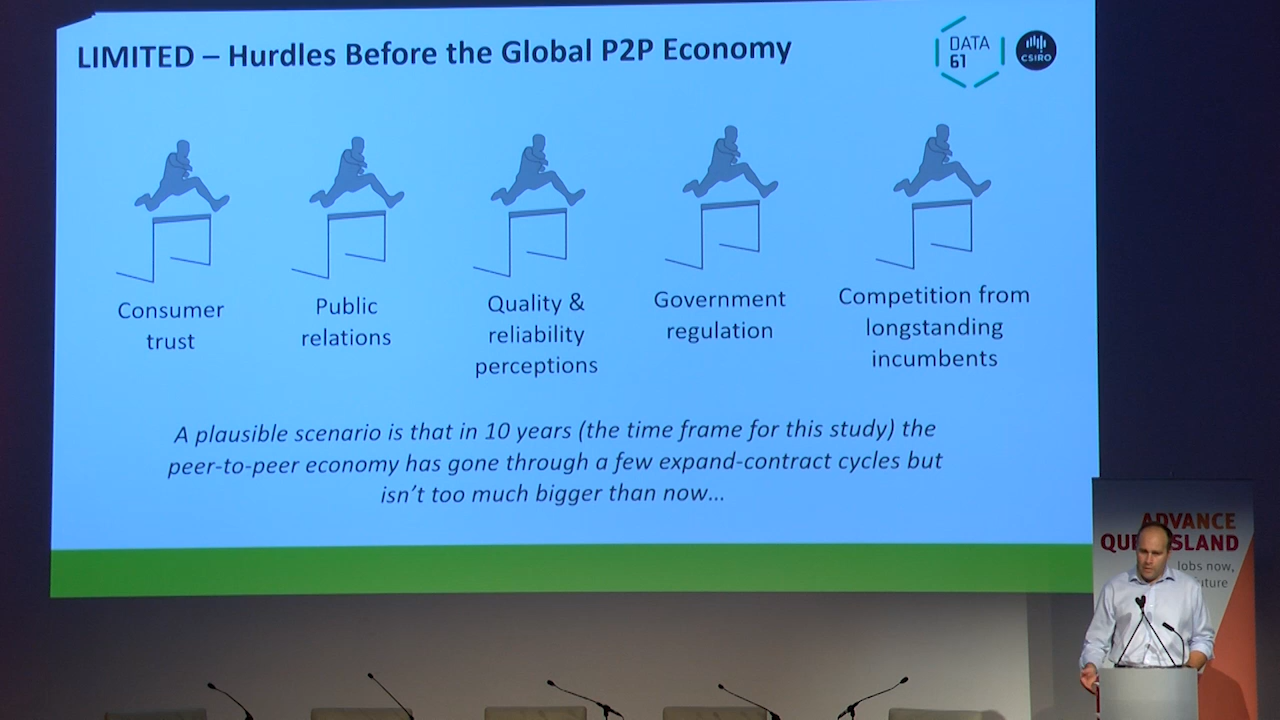 LIMITED – Hurdles Before the Global P2P Economy
DATA
61
CSIRO
Consumer
trust
Public
relations
Quality &
reliability
perceptions
Government
regulation
Competition from
longstanding
incumbents
A plausible scenario is that in 10 years (the time frame for this study) the
peer-to-peer economy has gone through a few expand-contract cycles but
isn't too much bigger than now…
ADVANCE
Jobs now,